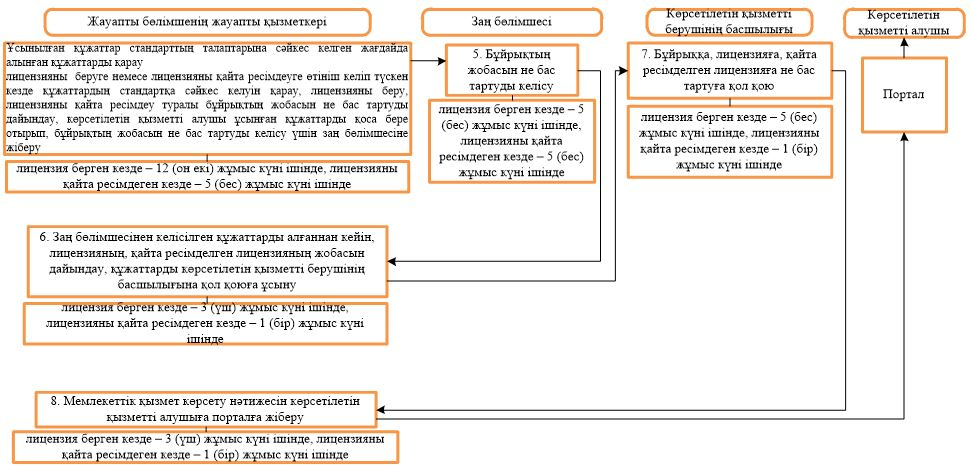 Жауапты бөлімшенің жауапты қызметкері
Заң бөлімшесі
Көрсетілетін қызметті
берушінің басшылығы
Көрсетілетін
қызметті алушы
Ұсынылған құжаттар стандарттың талаптарына сәйкес келген жағдайда
алынған құжаттарды қарау
лицензияны беруге немесе лицензияны қайта ресімдеуге өтініш келіп түскен
кезде құжаттардың стандартқа сәйкес келуін қарау, лицензияны беру,
лицензияны қайта ресімдеу туралы бұйрықтың жобасын не бас тартуды
дайындау, көрсетілетін қызметті алушы ұсынған құжаттарды қоса бере
отырып, бұйрықтың жобасын не бас тартуды келісу үшін заң бөлімшесіне
жіберу
лицензия берген кезде – 12 (он екі) жұмыс күні ішінде, лицензияны
қайта ресімдеген кезде – 5 (бес) жұмыс күні ішінде
5. Бұйрықтың
жобасын не бас
тартуды келісу
лицензия берген кезде – 5
(бес) жұмыс күні ішінде,
лицензияны қайта
ресімдеген кезде – 5 (бес)
жұмыс күні ішінде
7. Бұйрыққа, лицензияға, қайта
ресімделген лицензияға не бас
тартуға қол қою
лицензия берген кезде – 5 (бес)
жұмыс күні ішінде, лицензияны
қайта ресімдеген кезде – 1 (бір)
жұмыс күні ішінде
Портал
6. Заң бөлімшесінен келісілген құжаттарды алғаннан кейін,
лицензияның, қайта ресімделген лицензияның жобасын
дайындау, құжаттарды көрсетілетін қызметті берушінің
басшылығына қол қоюға ұсыну
лицензия берген кезде – 3 (үш) жұмыс күні ішінде,
лицензияны қайта ресімдеген кезде – 1 (бір) жұмыс күні
ішінде
8. Мемлекеттік қызмет көрсету нәтижесін көрсетілетін
қызметті алушыға порталға жіберу
лицензия берген кезде – 3 (үш) жұмыс күні ішінде, лицензияны
қайта ресімдеген кезде – 1 (бір) жұмыс күні ішінде